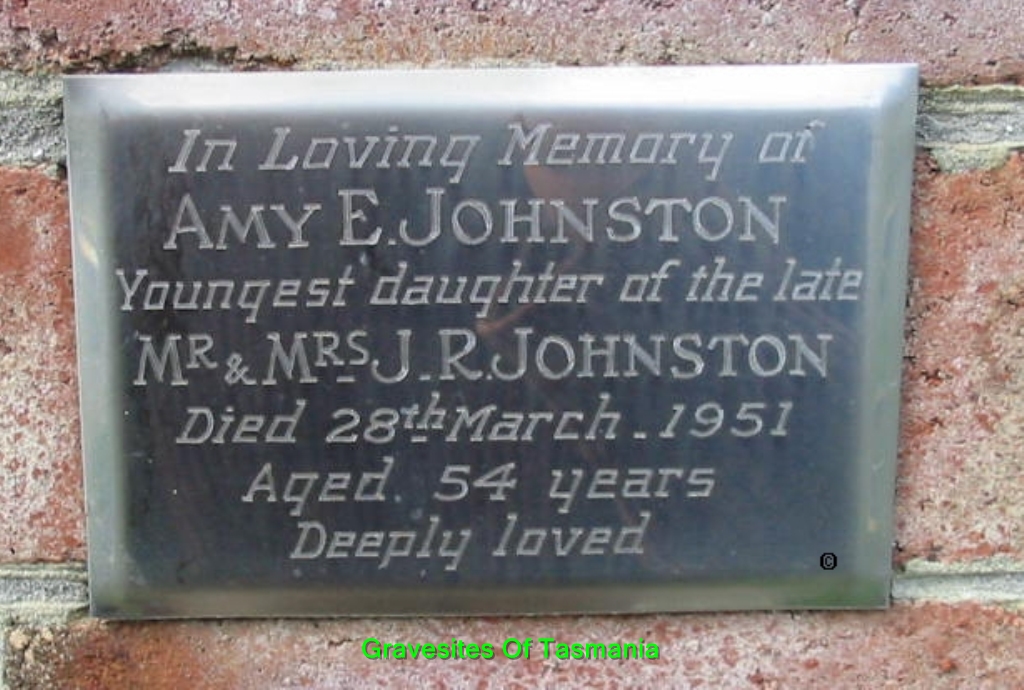 In Loving Memory of
AMY E. JOHNSTON
Youngest daughter of the late
MR & MRS. J. R. JOHNSTON
Died 28th March. 1951
Aged. 54 years
Deeply loved
©
Gravesites Of Tasmania